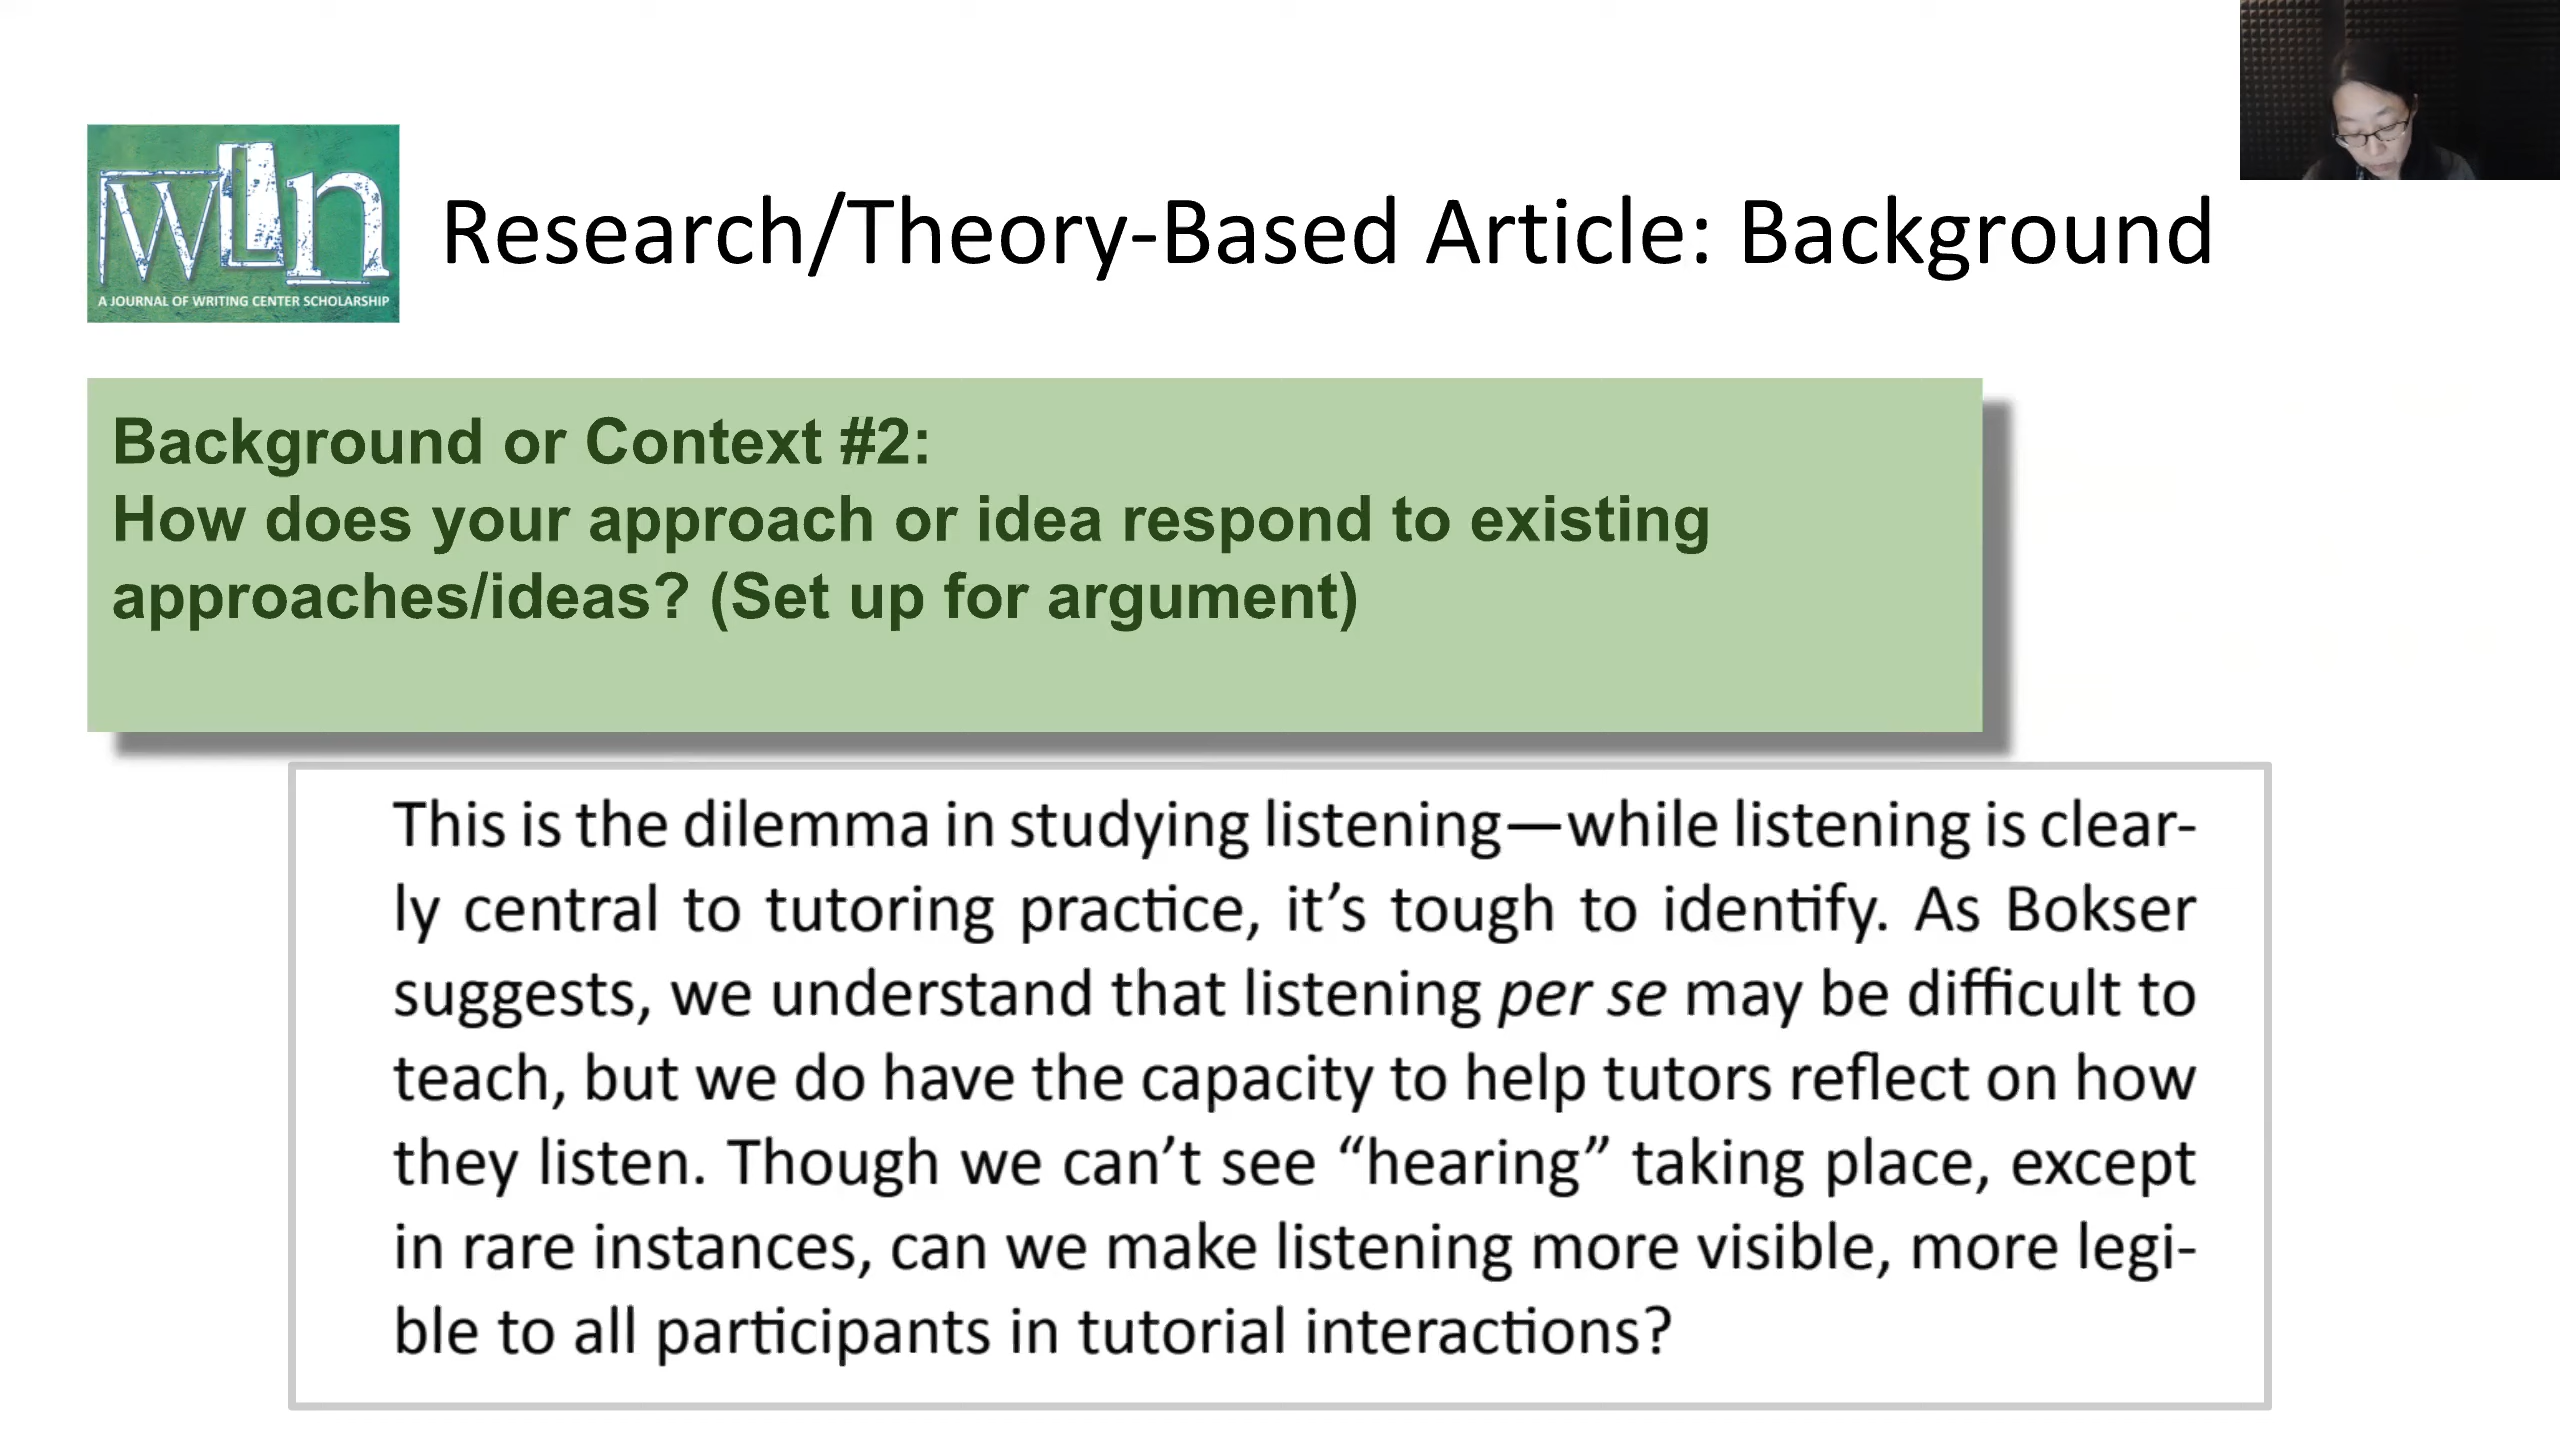 wLn
A JOURNAL OF WRITING CENTER SCHOLARSHIP
Research/Theory-Based Article: Background
Background or Context #2:
How does your approach or idea respond to existing
approaches/ideas? (Set up for argument)
This is the dilemma in studying listening—while listening is clear-
ly central to tutoring practice, it’s tough to identify. As Bokser
suggests, we understand that listening per se may be difficult to
teach, but we do have the capacity to help tutors reflect on how
they listen. Though we can’t see “hearing” taking place, except
in rare instances, can we make listening more visible, more legi-
ble to all participants in tutorial interactions?